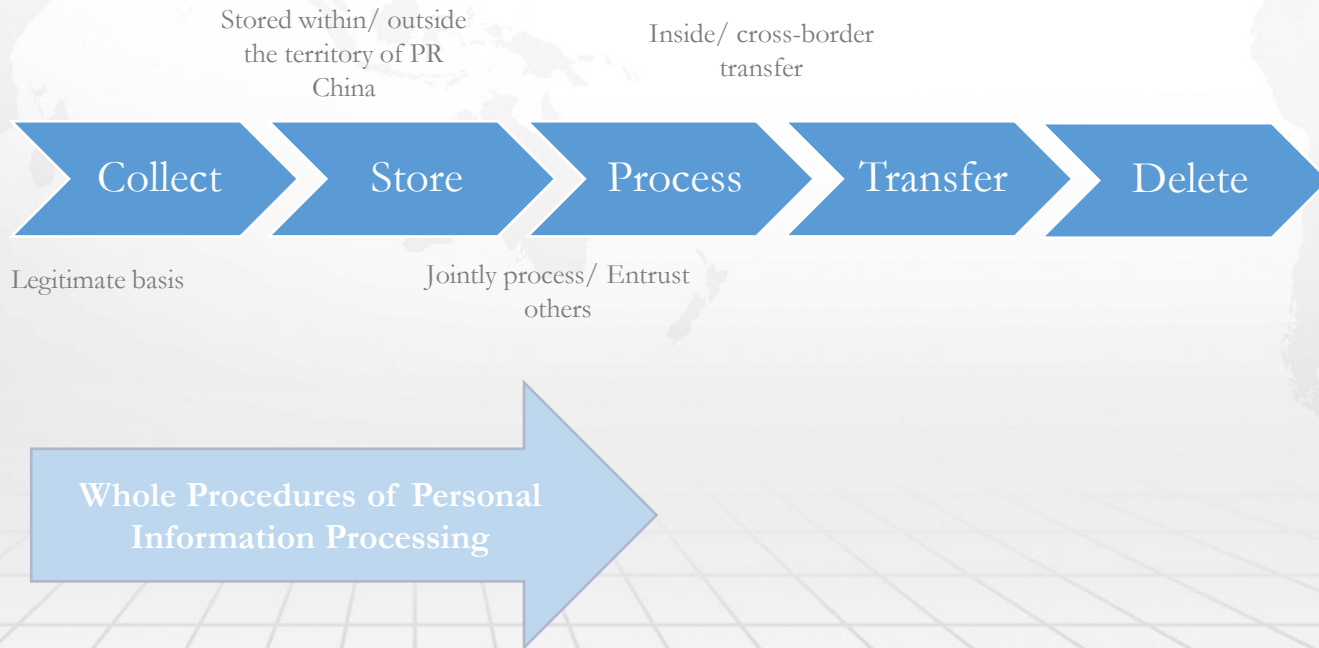 Stored within/ outside
the territory of PR
China
Inside/ cross-border
transfer
Collect
Store
Process
Transfer
Delete
Legitimate basis
Jointly process/ Entrust
others
Whole Procedures of Personal
Information Processing